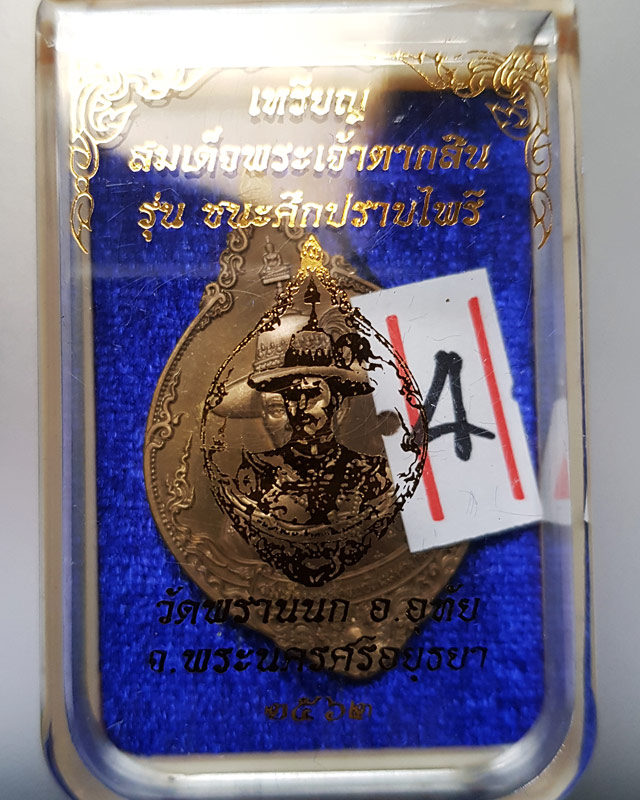 เหรียญ
สมเด็จพระเจ้าตากสิน
รุ่น ชนะศึกปราบไพรี
4
วัดพรานนก อ.อุทัย
จ.พระนครศรีอยุธยา
๒๕๖๒